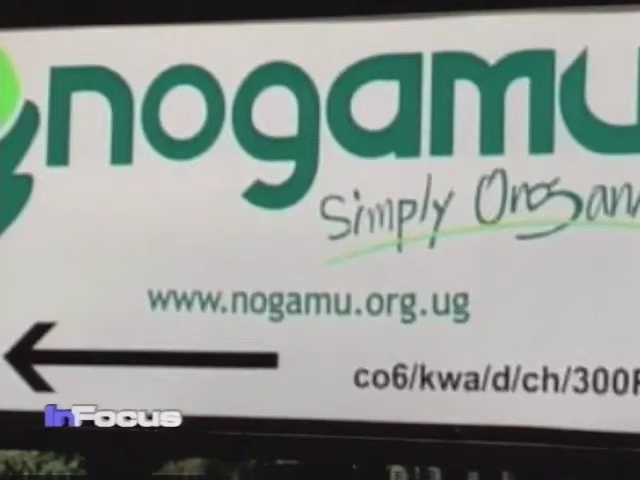 nogamu
Simply Organ
www.nogamu.org.ug
co6/kwa/d/ch/300
InFocus